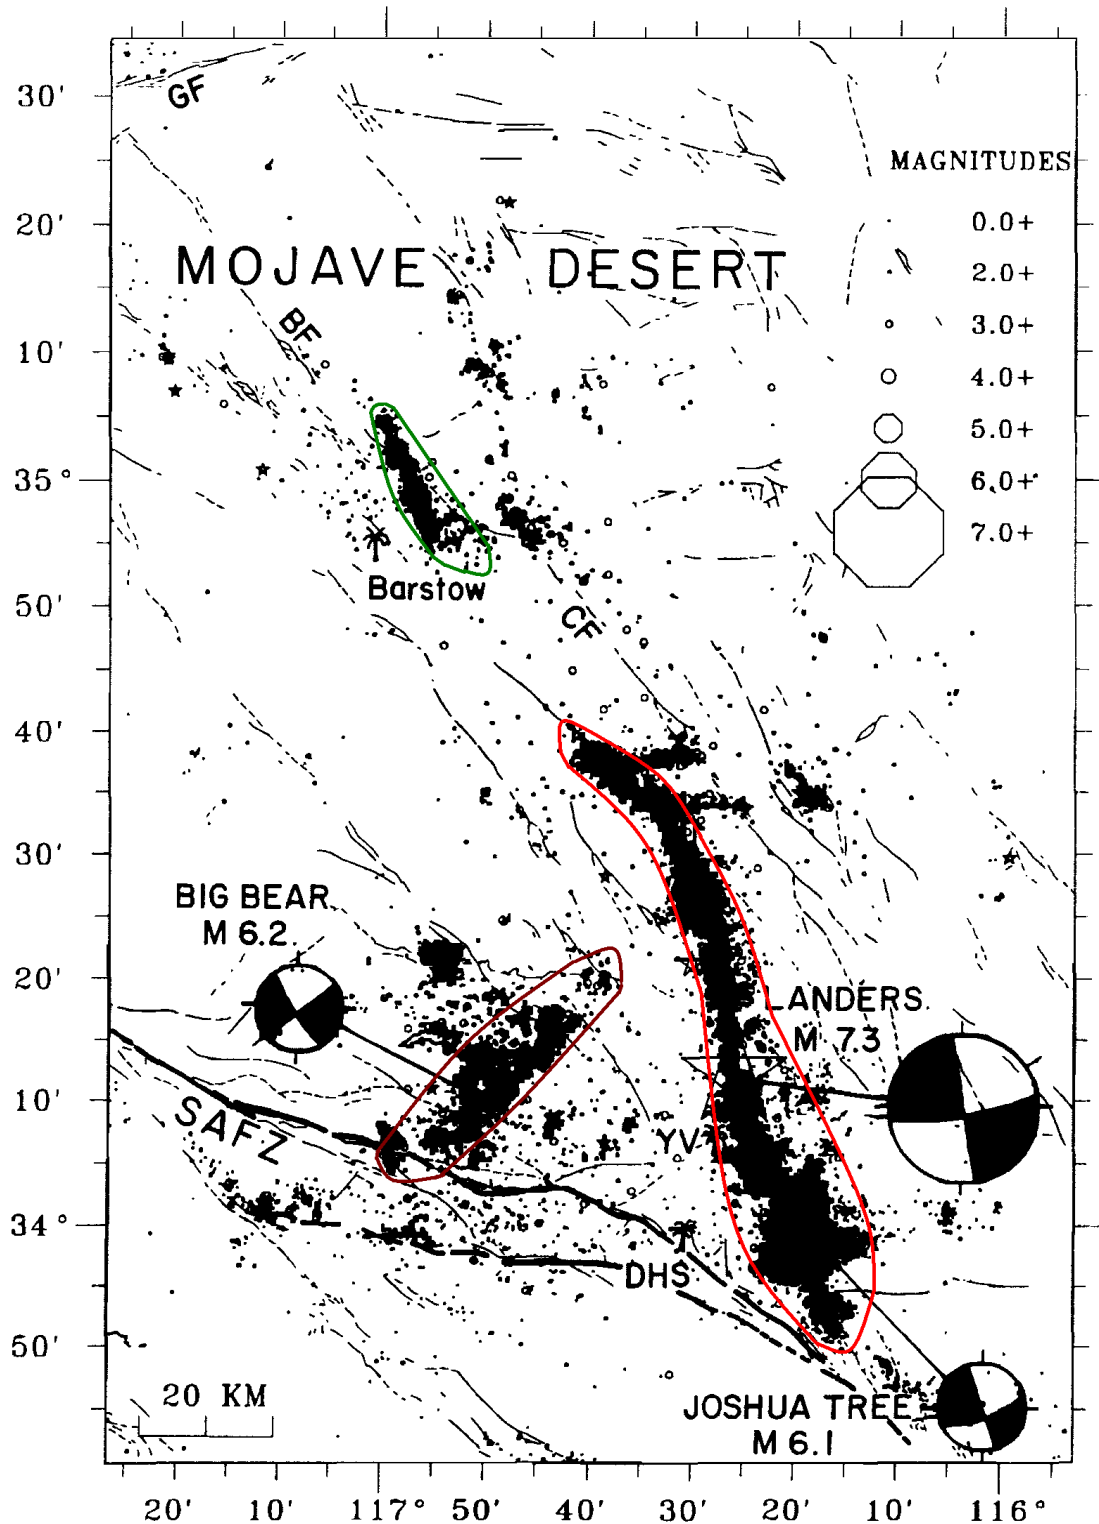 30'
GF
MAGNITUDES
0.0+
20'
MOJAVE DESERT
2.0+
BF
3.0+
10'
4.0+
5.0+
35°
6.0+
7.0+
Barstow
50'
CF
40'
30'
BIG BEAR
M 6.2
20'
LANDERS
M 7.3
10'
SAFZ
YV
34°
DHS
50'
20 KM
JOSHUA TREE
M 6.1
20' 10' 117° 50' 40' 30' 20' 10' 116°